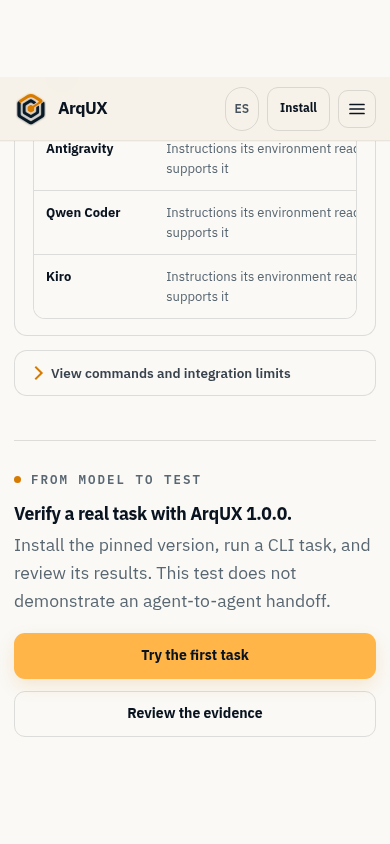 ArqUX
ES
Install
Antigravity
Instructions its environment
supports it
Qwen Coder
Instructions its environment
supports it
Kiro
Instructions its environment
supports it
View commands and integration limits
FROM MODEL TO TEST
Verify a real task with ArqUX 1.0.0.
Install the pinned version, run a CLI task, and
review its results. This test does not
demonstrate an agent-to-agent handoff.
Try the first task
Review the evidence